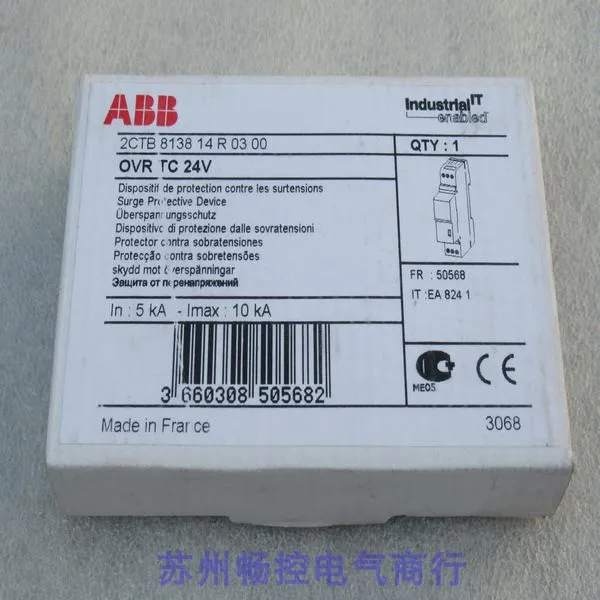 ABB
Industrial IT
enabled
2CTB 8138 14 R 03 00
QTY : 1
OVR TC 24V
Dispositif de protection contre les surtensions
Surge Protective Device
Überspannungsschutz
Dispositivo di protezione dalle sovratensioni
Protector contra sobratensiones
Protecção contra sobretensões
skydd mot överspänningar
Защита от перенапряжений
FR : 50568
IT :EA 824 1
In : 5 kA - Imax : 10 kA
3 660308 505682
ME05
CE
Made in France
3068
苏州畅控电气商行